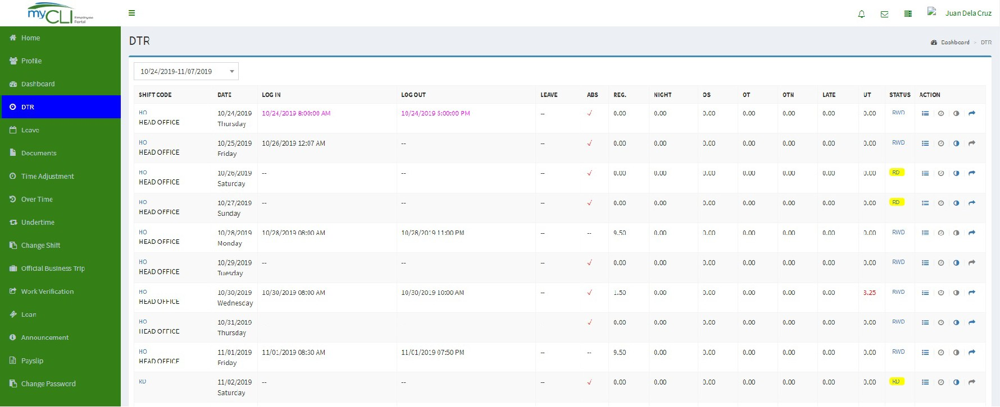 myCLI Employee Portal
Juan Dela Cruz
Home
Profile
Dashboard
DTR
Leave
Documents
Time Adjustment
Over Time
Undertime
Change Shift
Official Business Trip
Work Verification
Loan
Announcement
Payslip
Change Password
DTR
Dashboard > DTR
10/24/2019-11/07/2019
SHIFT CODE DATE LOG IN LOG OUT LEAVE ABS REG. NIGHT OS OT OTN LATE UT STATUS ACTION
HO 10/24/2019 10/24/2019 8:00:00 AM 10/24/2019 5:00:00 PM -- ✓ 0.00 0.00 0.00 0.00 0.00 0.00 0.00 RWD
HEAD OFFICE Thursday
HO 10/25/2019 10/26/2019 12:07 AM -- -- ✓ 0.00 0.00 0.00 0.00 0.00 0.00 0.00 RWD
HEAD OFFICE Friday
HO 10/26/2019 -- -- -- ✓ 0.00 0.00 0.00 0.00 0.00 0.00 0.00 RD
HEAD OFFICE Saturday
HO 10/27/2019 -- -- -- ✓ 0.00 0.00 0.00 0.00 0.00 0.00 0.00 RD
HEAD OFFICE Sunday
HO 10/28/2019 10/28/2019 08:00 AM 10/28/2019 11:00 PM -- -- 9.50 0.00 0.00 0.00 0.00 0.00 0.00 RWD
HEAD OFFICE Monday
HO 10/29/2019 -- -- -- ✓ 0.00 0.00 0.00 0.00 0.00 0.00 0.00 RWD
HEAD OFFICE Tuesday
HO 10/30/2019 10/30/2019 08:00 AM 10/30/2019 10:00 AM -- ✓ 1.50 0.00 0.00 0.00 0.00 0.00 3.25 RWD
HEAD OFFICE Wednesday
HO 10/31/2019 ✓ 0.00 0.00 0.00 0.00 0.00 0.00 0.00 RWD
HEAD OFFICE Thursday
HO 11/01/2019 11/01/2019 08:30 AM 11/01/2019 07:50 PM -- -- 9.50 0.00 0.00 0.00 0.00 0.00 0.00 RWD
HEAD OFFICE Friday
RD 11/02/2019 -- -- -- ✓ 0.00 0.00 0.00 0.00 0.00 0.00 0.00 RD
Saturday